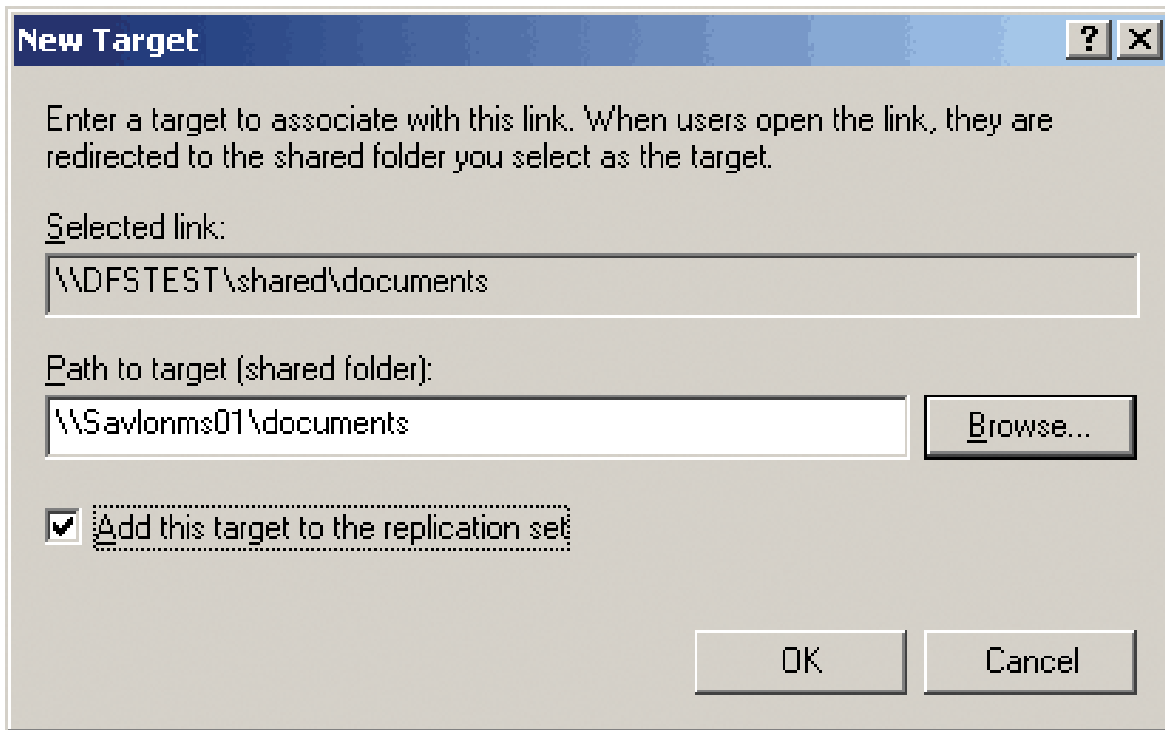 New Target
Enter a target to associate with this link. When users open the link, they are
redirected to the shared folder you select as the target.
Selected link:
\\DFSTEST\shared\documents
Path to target (shared folder):
\\Savlonms01\documents
Browse...
Add this target to the replication set
OK
Cancel